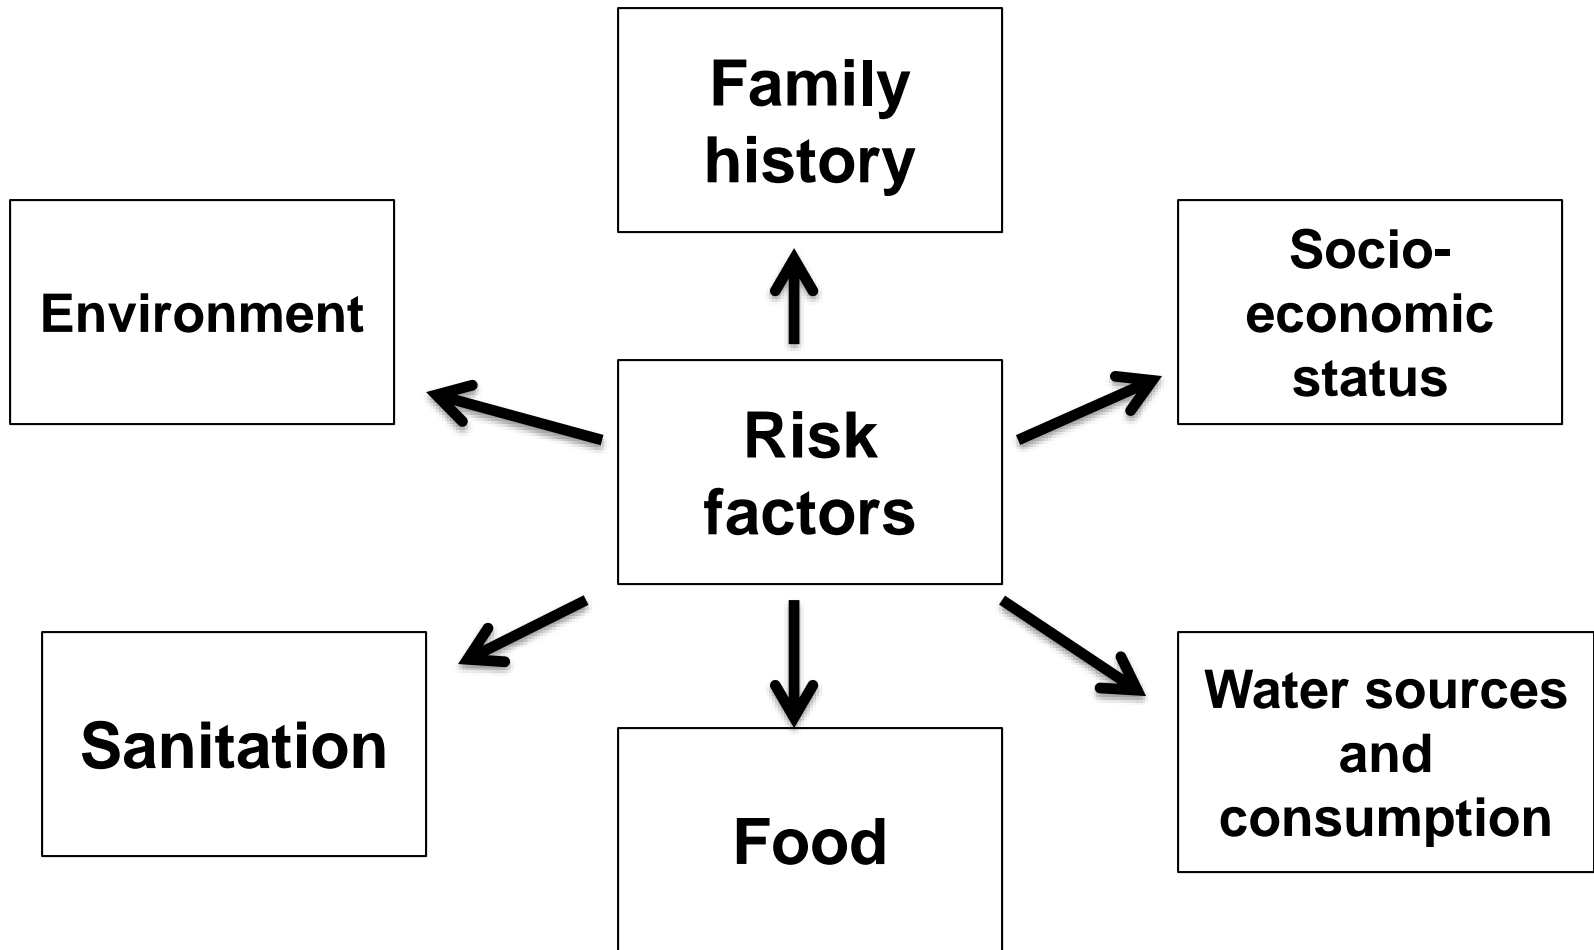 Family
history
Environment
Socio-
economic
status
Risk
factors
Sanitation
Food
Water sources
and
consumption